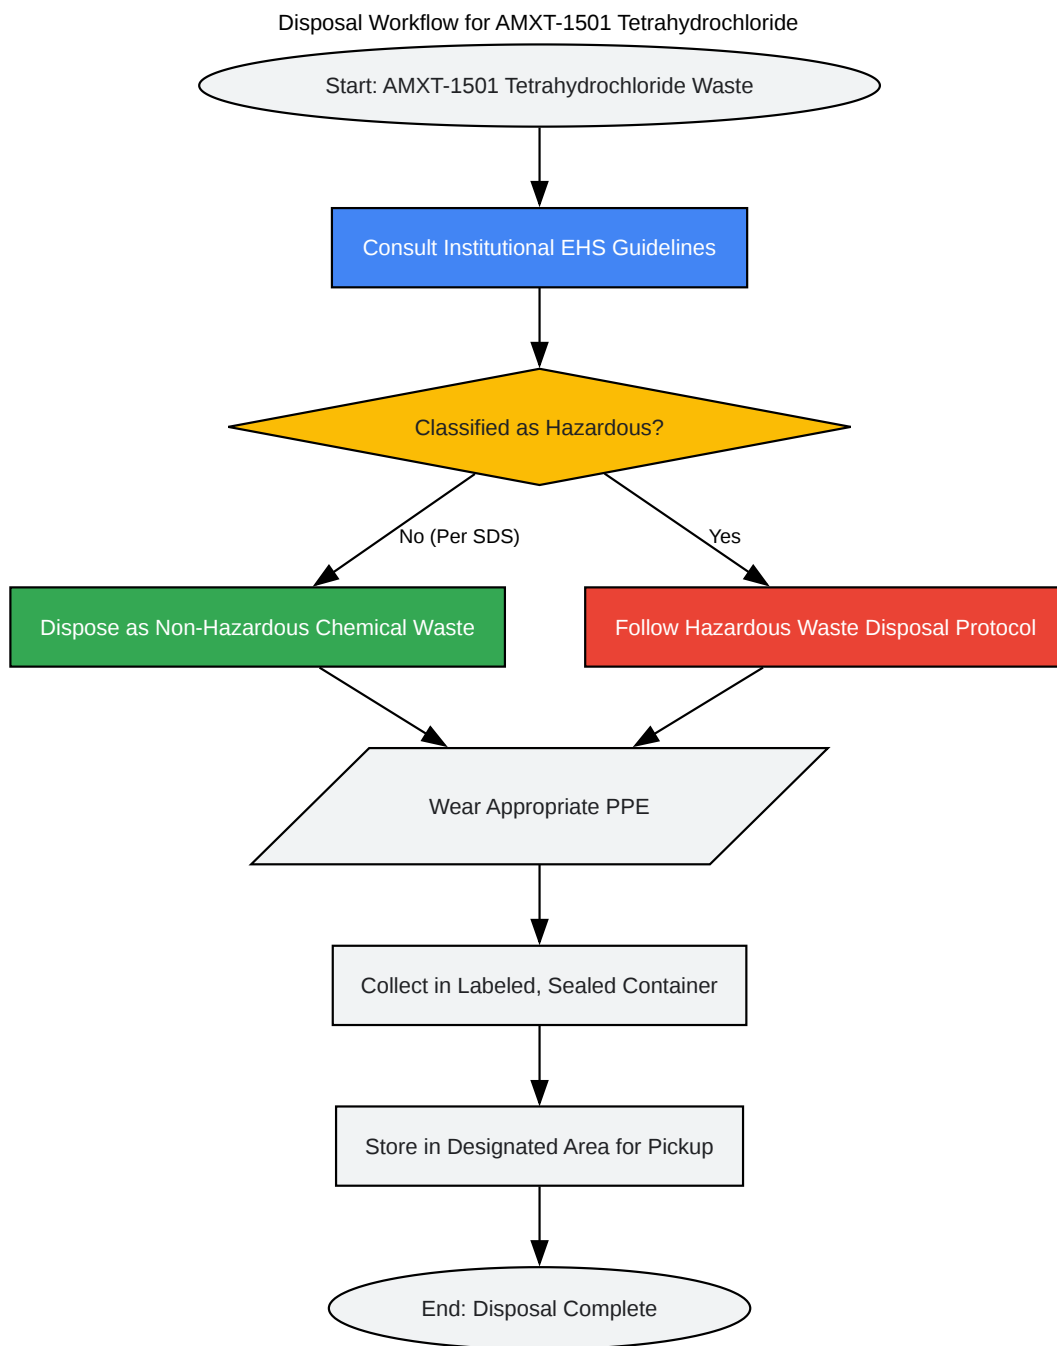 Disposal Workflow for AMXT-1501 Tetrahydrochloride
Start: AMXT-1501 Tetrahydrochloride Waste
Consult Institutional EHS Guidelines
Classified as Hazardous?
No (Per SDS)
Yes
Dispose as Non-Hazardous Chemical Waste
Follow Hazardous Waste Disposal Protocol
Wear Appropriate PPE
Collect in Labeled, Sealed Container
Store in Designated Area for Pickup
End: Disposal Complete